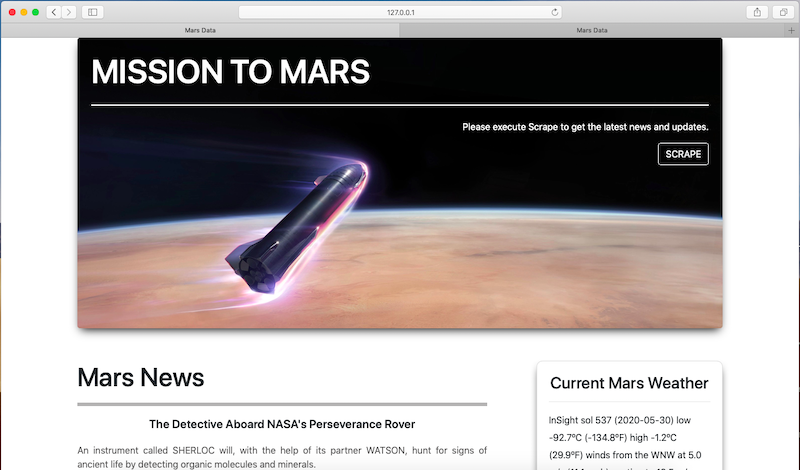 127.0.0.1
Mars Data
Mars Data
MISSION TO MARS
Please execute Scrape to get the latest news and updates.
SCRAPE
Mars News
The Detective Aboard NASA's Perseverance Rover
An instrument called SHERLOC will, with the help of its partner WATSON, hunt for signs of
ancient life by detecting organic molecules and minerals.
Current Mars Weather
InSight sol 537 (2020-05-30) low
-92.7ºC (-134.8ºF) high -1.2ºC
(29.9ºF) winds from the WNW at 5.0